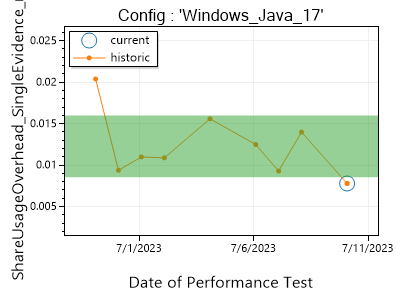 Config : 'Windows_Java_17'
ShareUsageOverhead_SingleEvidence_
current
historic
0.025
0.02
0.015
0.01
0.005
7/1/2023
7/6/2023
7/11/2023
Date of Performance Test